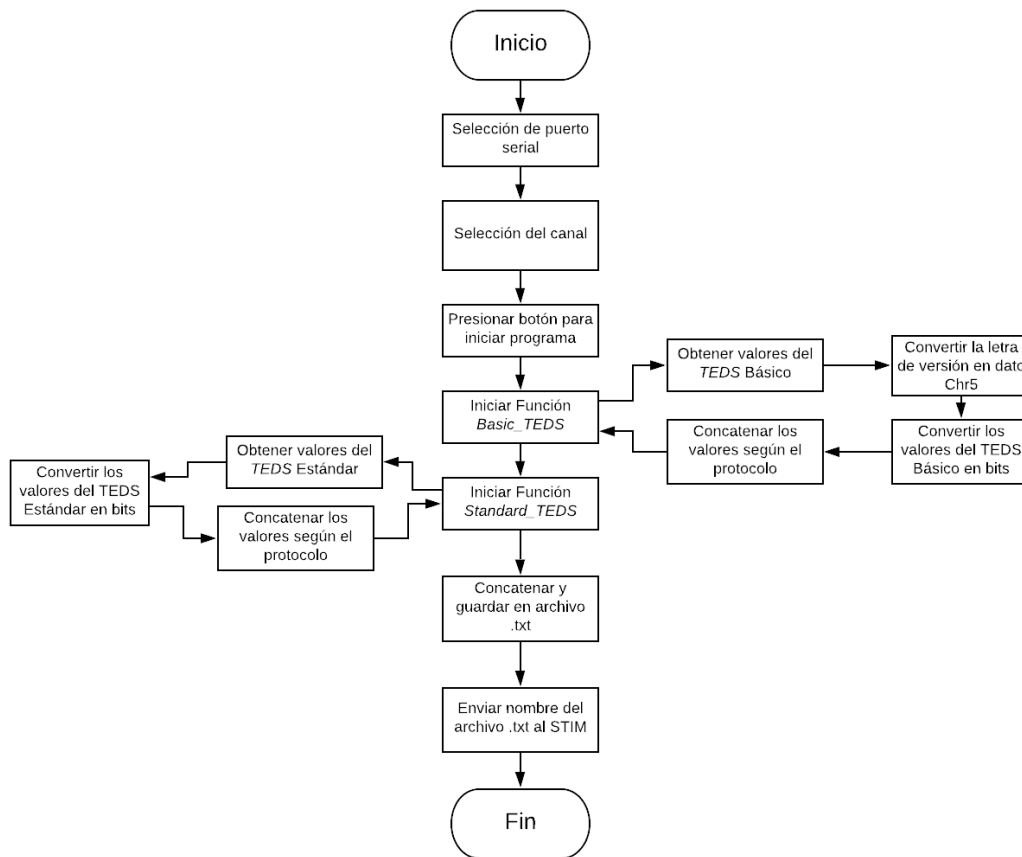 Inicio
Selección de puerto
serial
Selección del canal
Presionar botón para
iniciar programa
Iniciar Función
Basic_TEDS
Obtener valores del
TEDS Básico
Convertir la letra
de versión en dato
Chr5
Convertir los
valores del TEDS
Básico en bits
Concatenar los
valores según el
protocolo
Iniciar Función
Standard_TEDS
Obtener valores del
TEDS Estándar
Convertir los
valores del TEDS
Estándar en bits
Concatenar los
valores según el
protocolo
Concatenar y
guardar en archivo
.txt
Enviar nombre del
archivo .txt al STIM
Fin